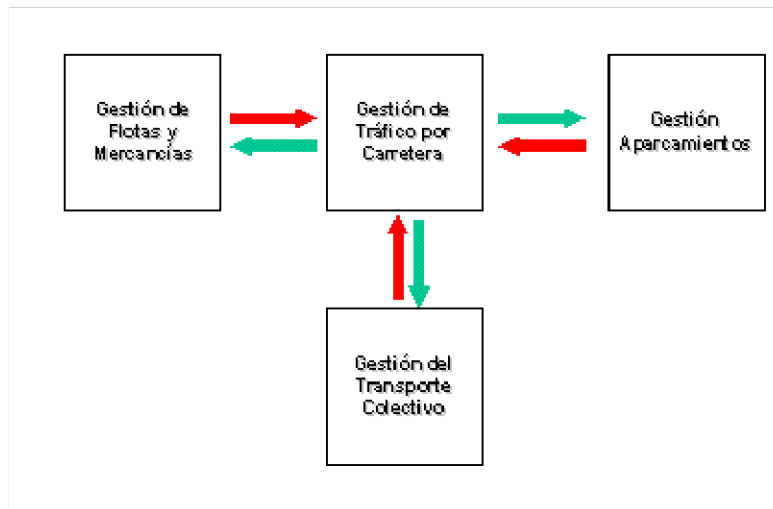 Gestión de
Flotas y
Mercancías
Gestión de
Tráfico por
Carretera
Gestión
Aparcamientos
Gestión del
Transporte
Colectivo